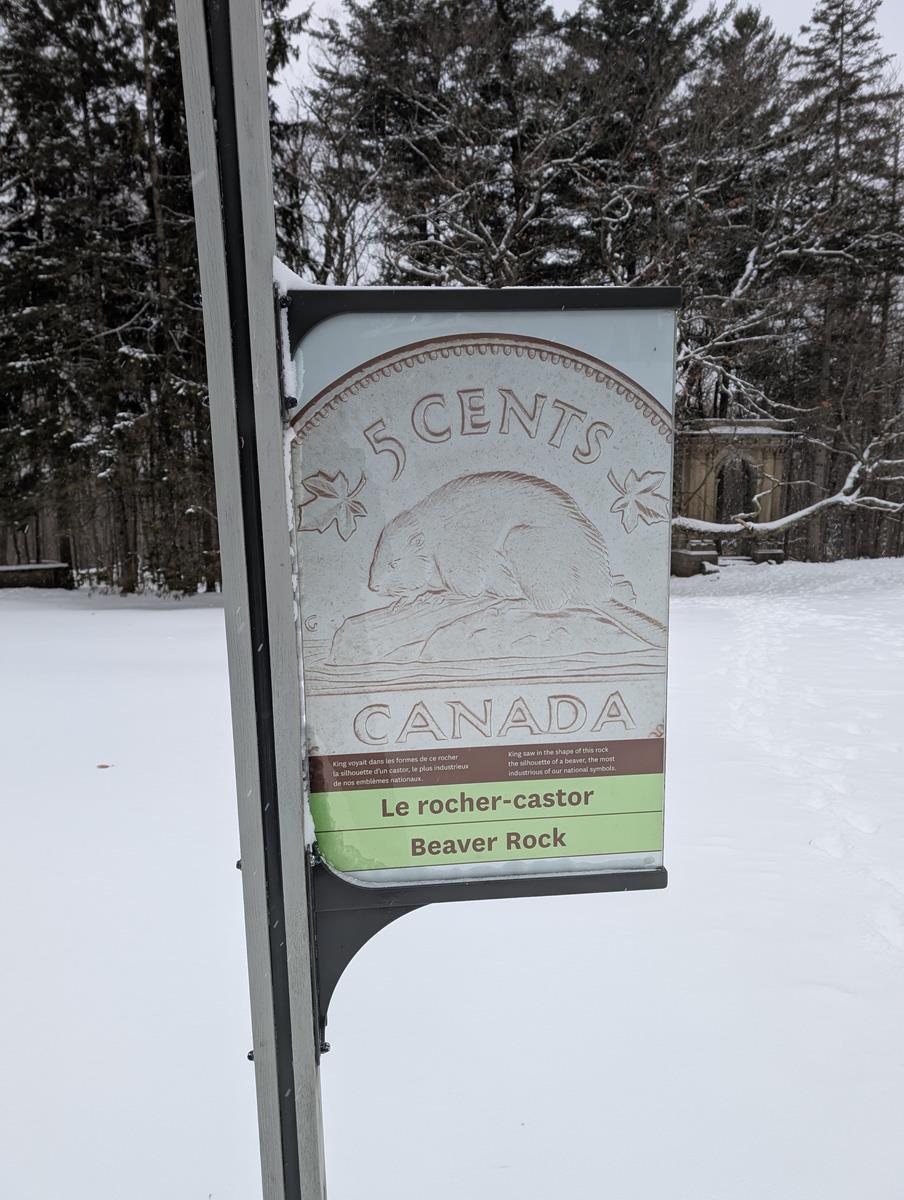 5 CENTS
G
CANADA
King voyait dans les formes de ce rocher
la silhouette d'un castor, le plus industrieux
de nos emblèmes nationaux.
King saw in the shape of this rock
the silhouette of a beaver, the most
industrious of our national symbols.
Le rocher-castor
Beaver Rock